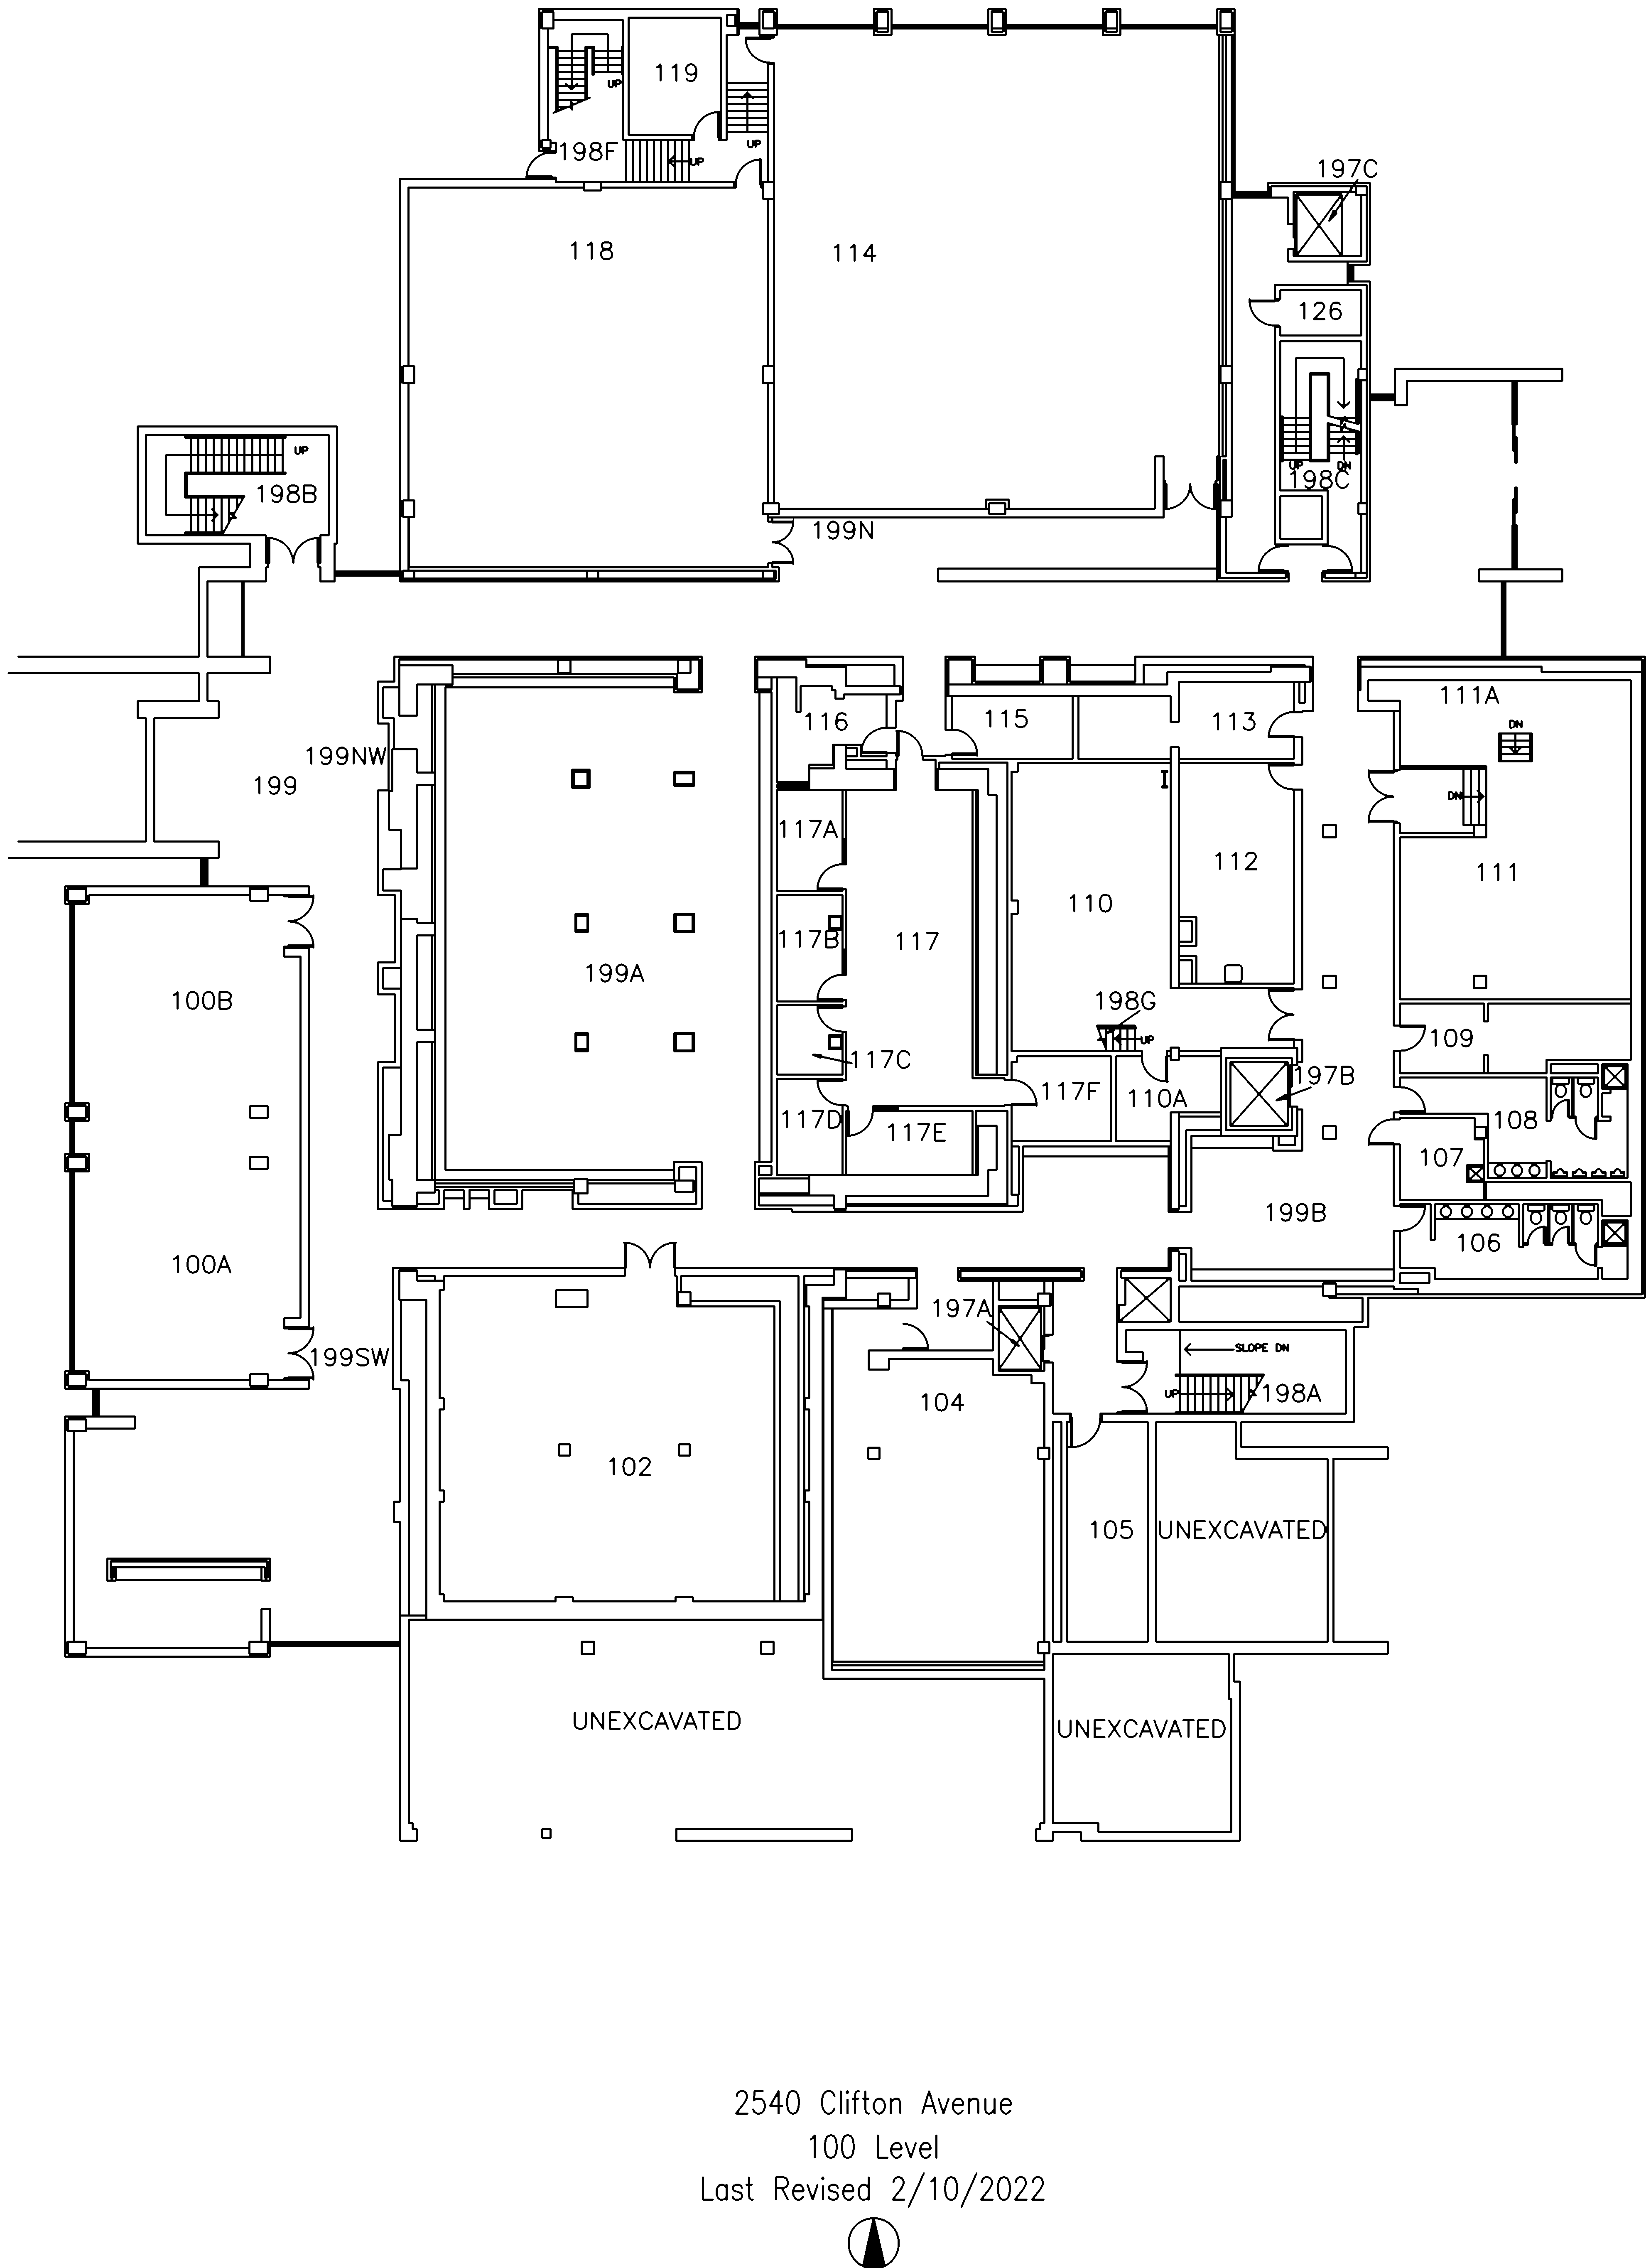 119
UP
198F
UP
UP
197C
118
114
126
UP
198B
UP
DN
198C
199N
116
115
113
111A
DN
199NW
199
DN
117A
112
111
110
117B
117
199A
100B
198G
UP
109
117C
197B
117F
110A
117D
117E
108
107
199B
106
100A
197A
199SW
SLOPE DN
UP
198A
104
102
105
UNEXCAVATED
UNEXCAVATED
UNEXCAVATED
2540 Clifton Avenue
100 Level
Last Revised 2/10/2022